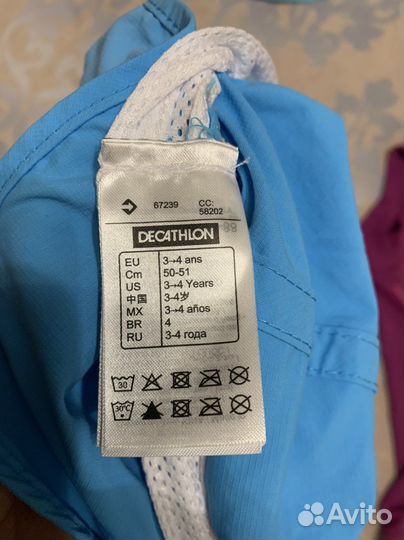 67239 CC:
58202
DECATHLON
EU 3→4 ans
Cm 50-51
US 3→4 Years
中国 3-4岁
MX 3→4 años
BR 4
RU 3-4 года
30
30°C
Avito